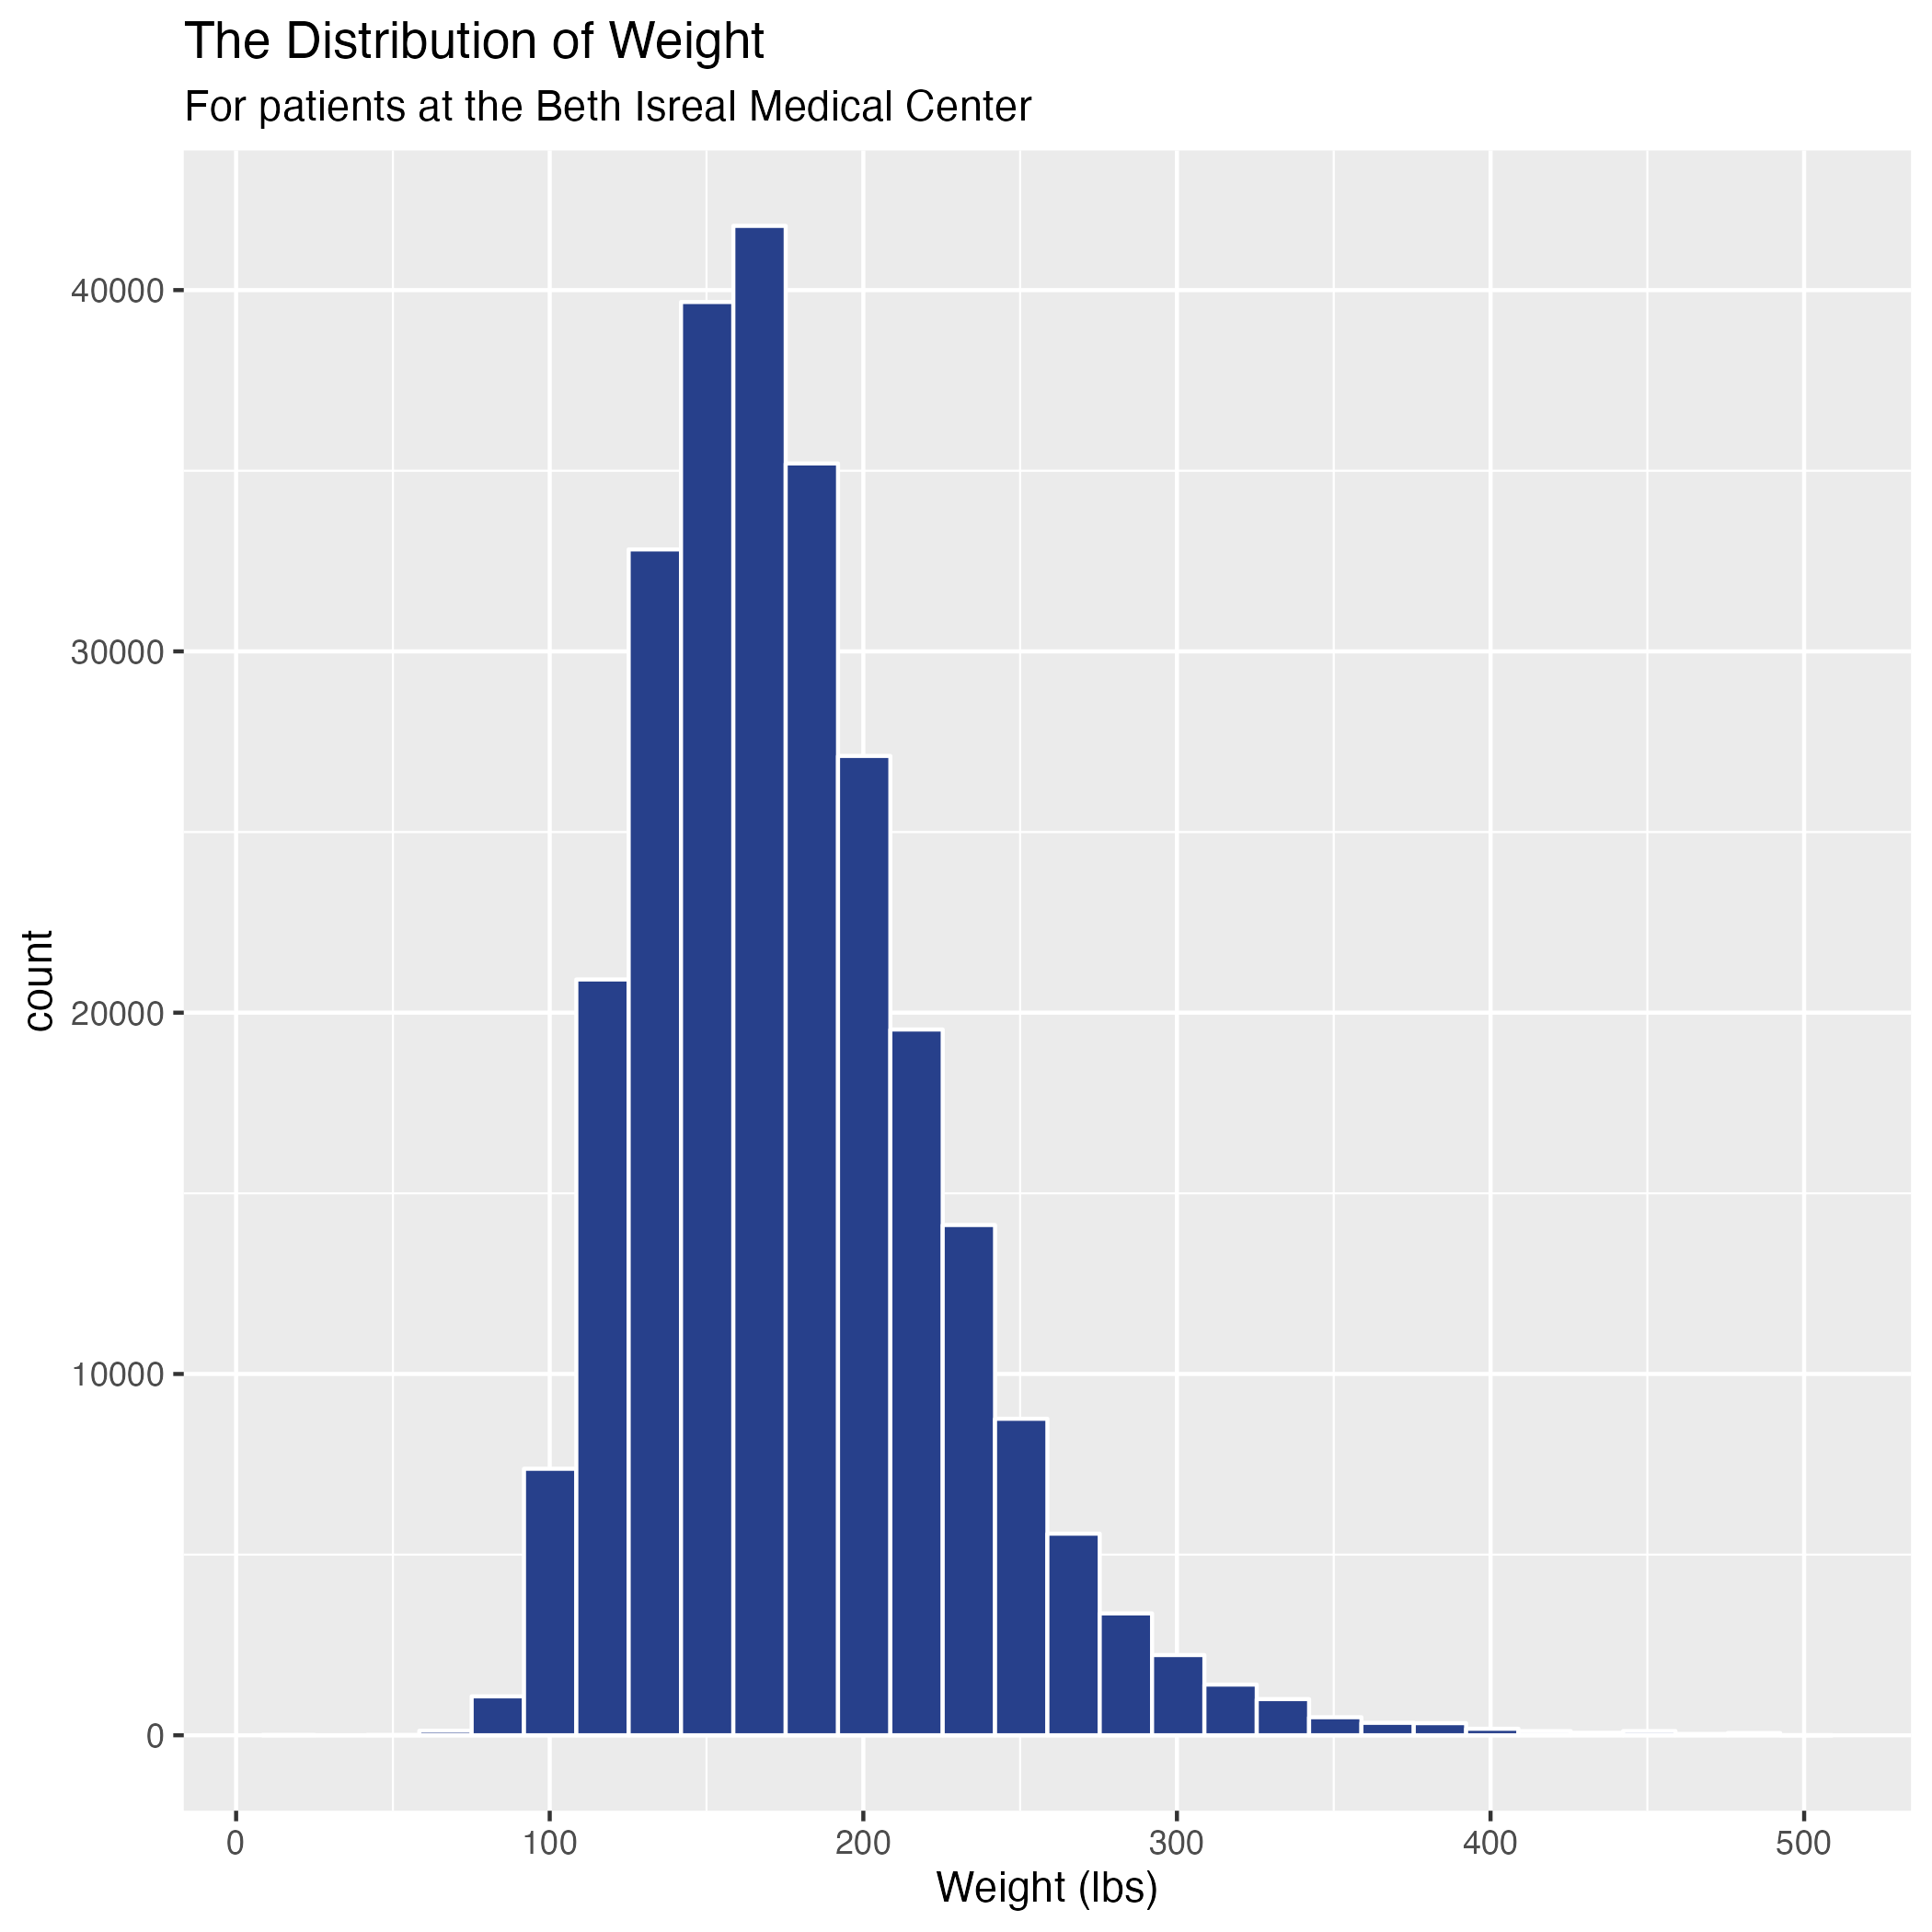 The Distribution of Weight
For patients at the Beth Isreal Medical Center
40000
30000
20000
10000
0
count
0 100 200 300 400 500
Weight (lbs)